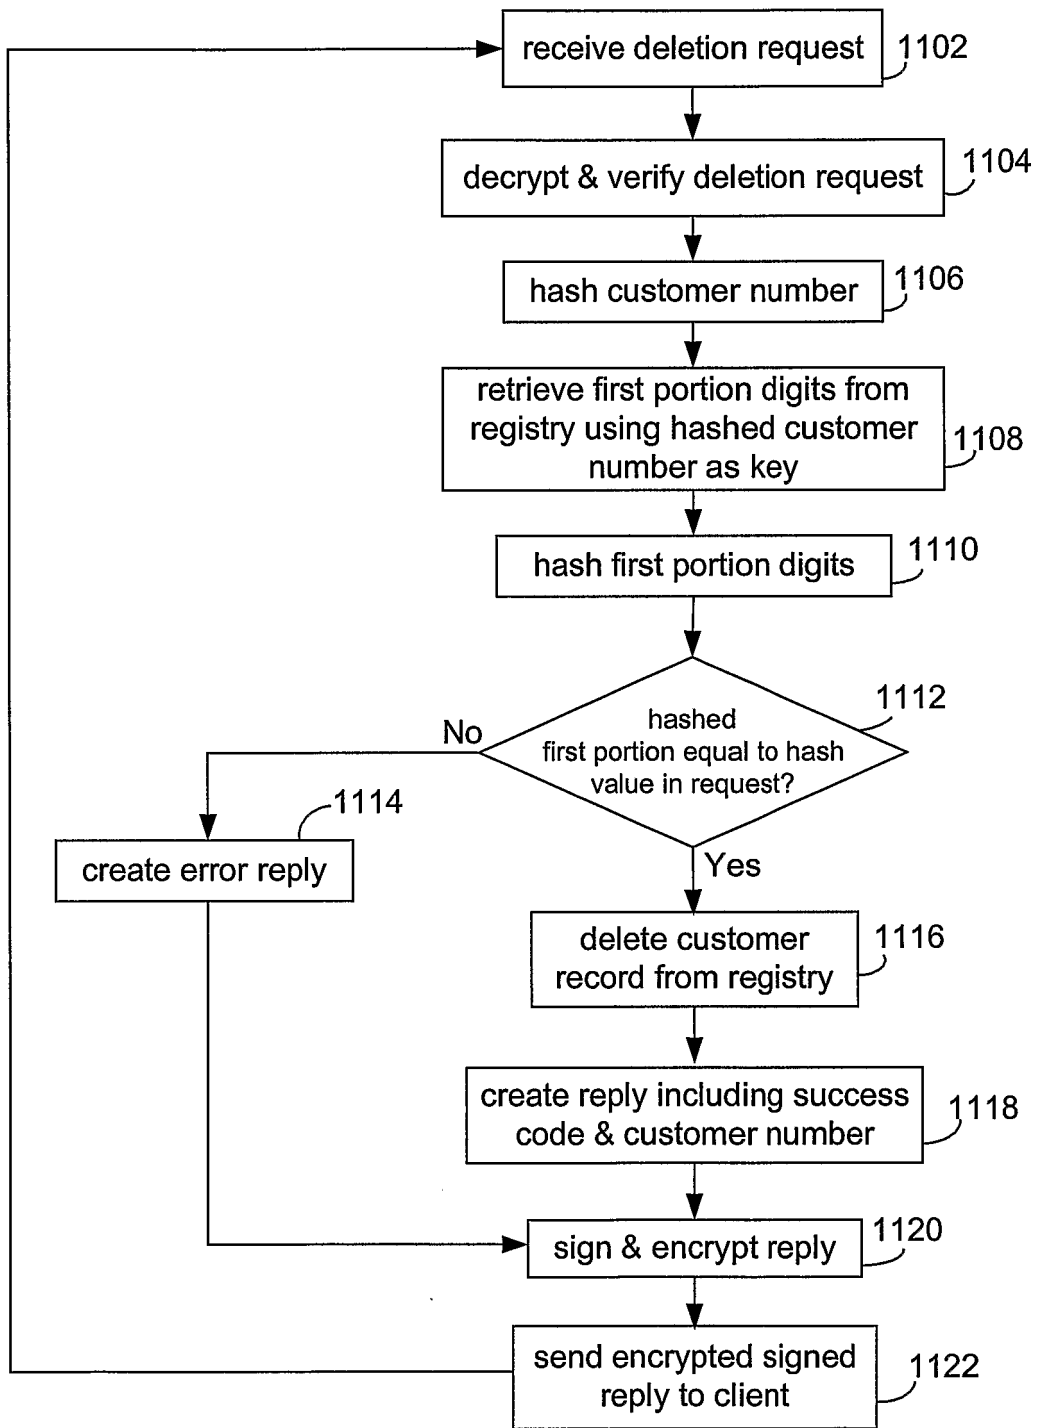 receive deletion request
1102
decrypt & verify deletion request
1104
hash customer number
1106
retrieve first portion digits from
registry using hashed customer
number as key
1108
hash first portion digits
1110
hashed
first portion equal to hash
value in request?
1112
No
1114
create error reply
Yes
delete customer
record from registry
1116
create reply including success
code & customer number
1118
sign & encrypt reply
1120
send encrypted signed
reply to client
1122